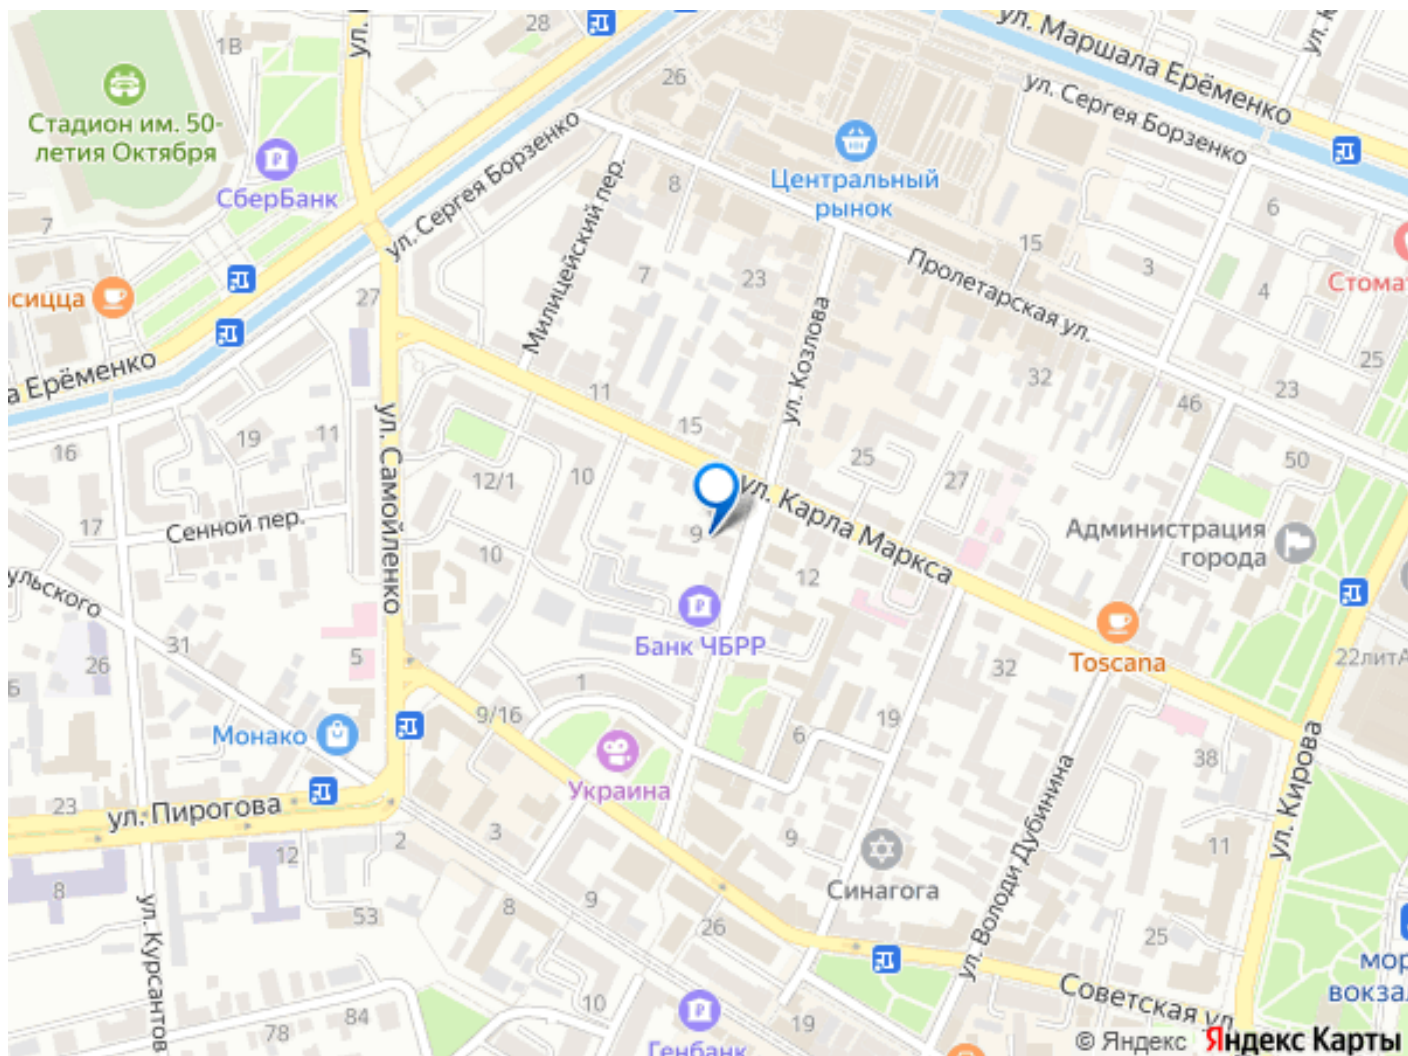 28
1В
ул. Маршала Ерёменко
ул. Сергея Борзенко
Стадион им. 50-
летия Октября
СберБанк
26
ул. Сергея Борзенко
Центральный
рынок
8
Милицейский пер.
7
6
15
3
4
7
23
Пролетарская ул.
27
25
23
ул. Козлова
32
46
11
15
16
19
11
ул. Самойленко
12/1
10
25
27
50
17
Сенной пер.
10
9
ул. Карла Маркса
Администрация
города
12
Банк ЧБРР
31
26
5
1
32
Toscana
19
9/16
6
Монако
Украина
38
23
ул. Пирогова
3
2
9
ул. Кирова
11
12
8
Синагога
ул. Володи Дубинина
9
8
53
26
25
ул. Курсантов
10
Советская ул.
78
84
Генбанк
19
© Яндекс
Яндекс Карты